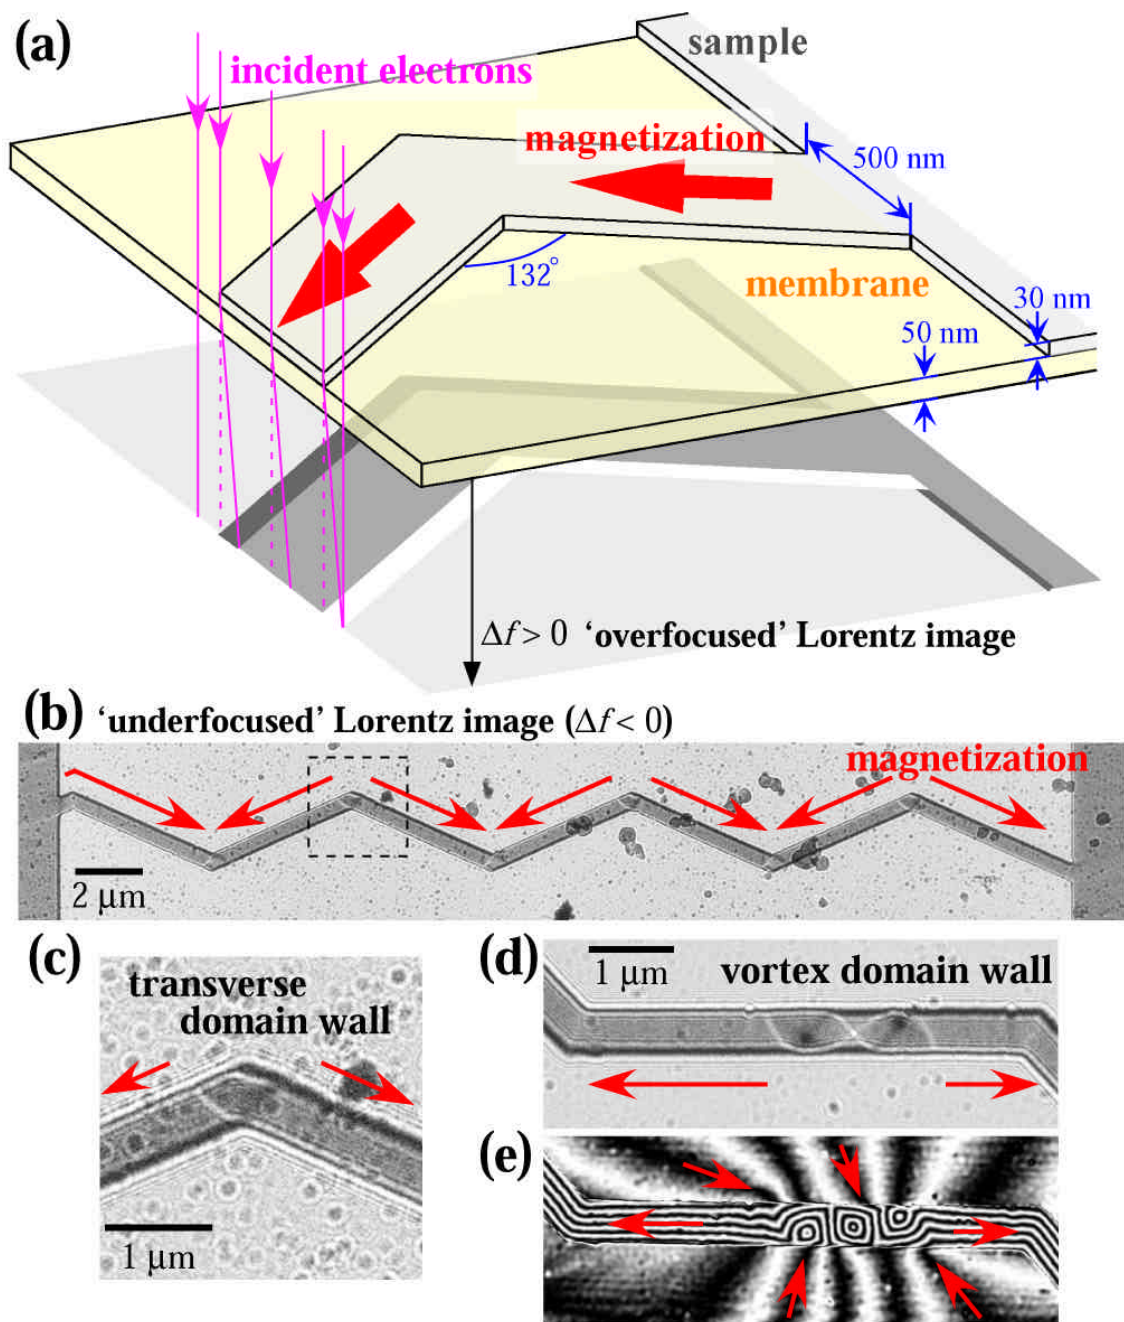 (a)
sample
incident electrons
magnetization
500 nm
132°
membrane
30 nm
50 nm
Δf > 0 ‘overfocused’ Lorentz image
(b) ‘underfocused’ Lorentz image (Δf < 0)
magnetization
2 μm
(c)
transverse
domain wall
1 μm
(d)
1 μm
vortex domain wall
(e)